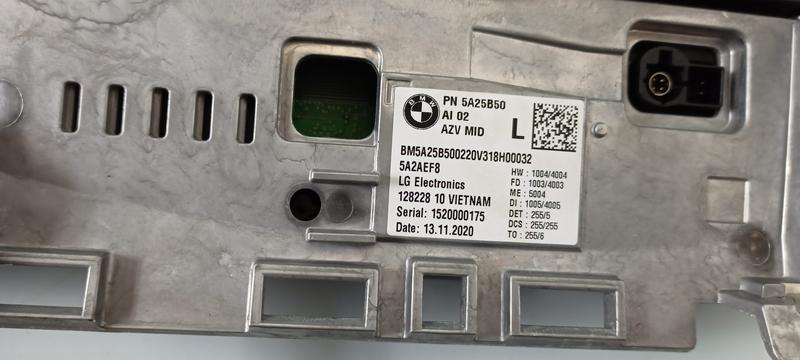 BMW
PN 5A25B50
AI 02
AZV MID
L
BM5A25B500220V318H00032
5A2AEF8
LG Electronics
128228 10 VIETNAM
Serial: 1520000175
Date: 13.11.2020
HW : 1004/4004
FD : 1003/4003
ME : 5004
DI : 1005/4005
DET : 255/5
DCS : 255/255
TO : 255/6